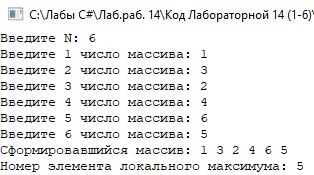 C:\Лабы C#\Лаб.раб. 14\Код Лабораторной 14 (1-6)\
Введите N: 6
Введите 1 число массива: 1
Введите 2 число массива: 3
Введите 3 число массива: 2
Введите 4 число массива: 4
Введите 5 число массива: 6
Введите 6 число массива: 5
Сформировавшийся массив: 1 3 2 4 6 5
Номер элемента локального максимума: 5